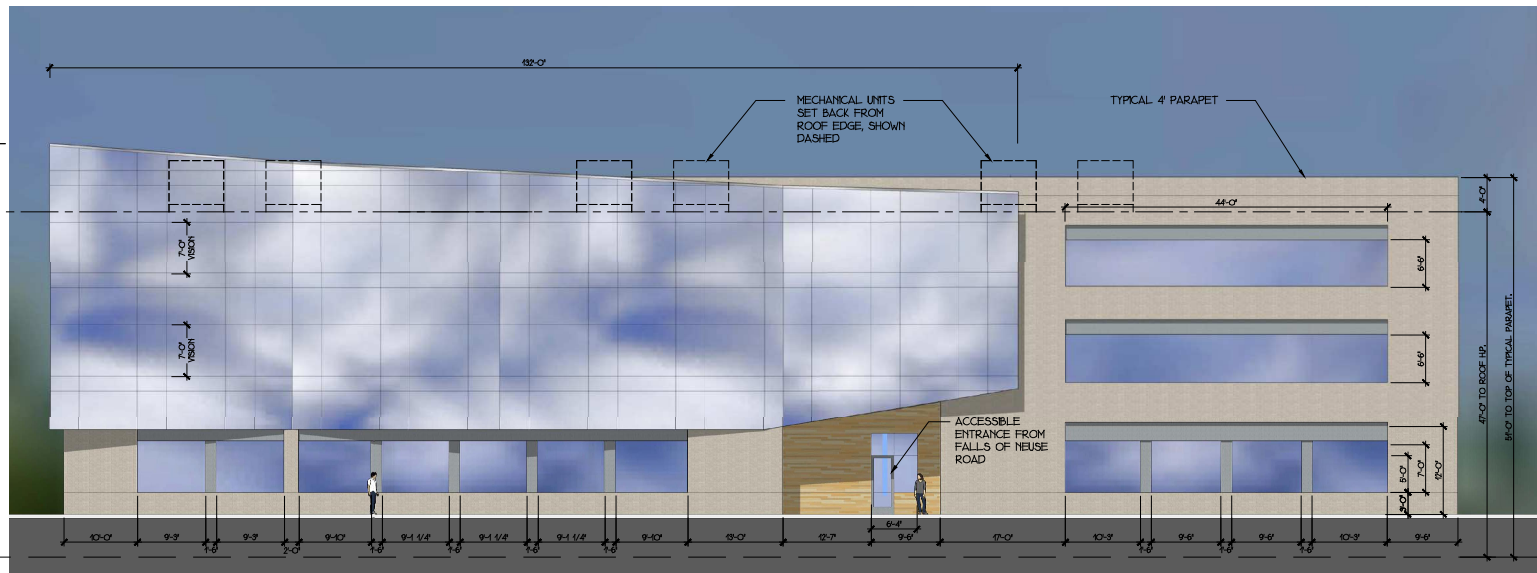 132'-0"
MECHANICAL UNITS
SET BACK FROM
ROOF EDGE, SHOWN
DASHED
TYPICAL 4' PARAPET
4'-0"
44'-0"
7'-0"
VISION
6'-6"
7'-0"
VISION
6'-6"
47'-0" TO ROOF HP.
51'-0" TO TOP OF TYPICAL PARAPET.
ACCESSIBLE
ENTRANCE FROM
FALLS OF NEUSE
ROAD
5'-0"
7'-0"
12'-0"
3'-0"
6'-4"
10'-0"
9'-3"
1'-6"
9'-3"
2'-0"
9'-10"
1'-6"
9'-1 1/4"
1'-6"
9'-1 1/4"
1'-6"
9'-1 1/4"
1'-6"
9'-10"
13'-0"
12'-7"
9'-6"
17'-0"
10'-3"
1'-6"
9'-6"
1'-6"
9'-6"
1'-6"
10'-3"
9'-6"